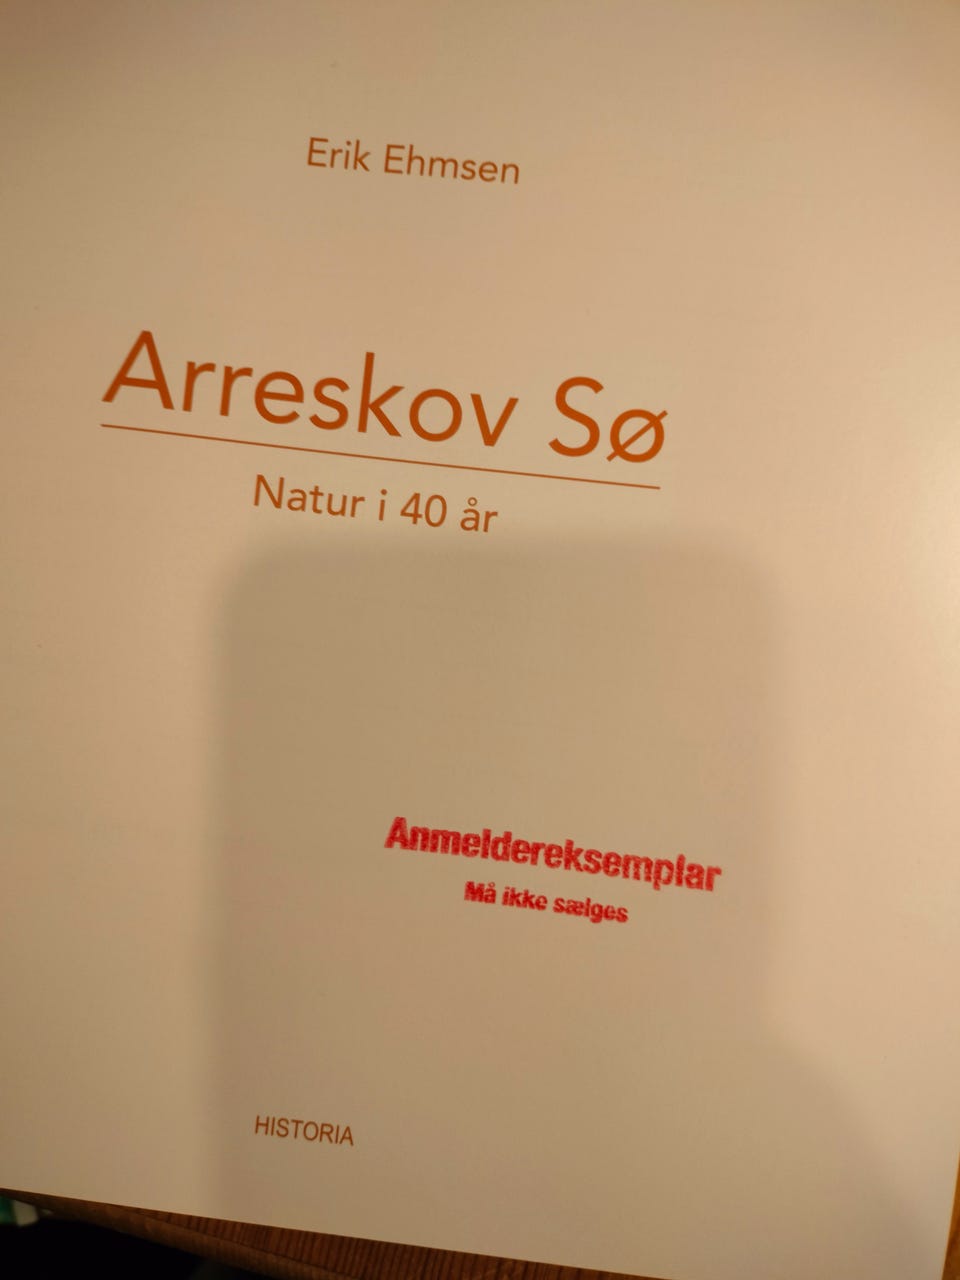 Erik Ehmsen
Arreskov Sø
Natur i 40 år
Anmeldereksemplar
Må ikke sælges
HISTORIA